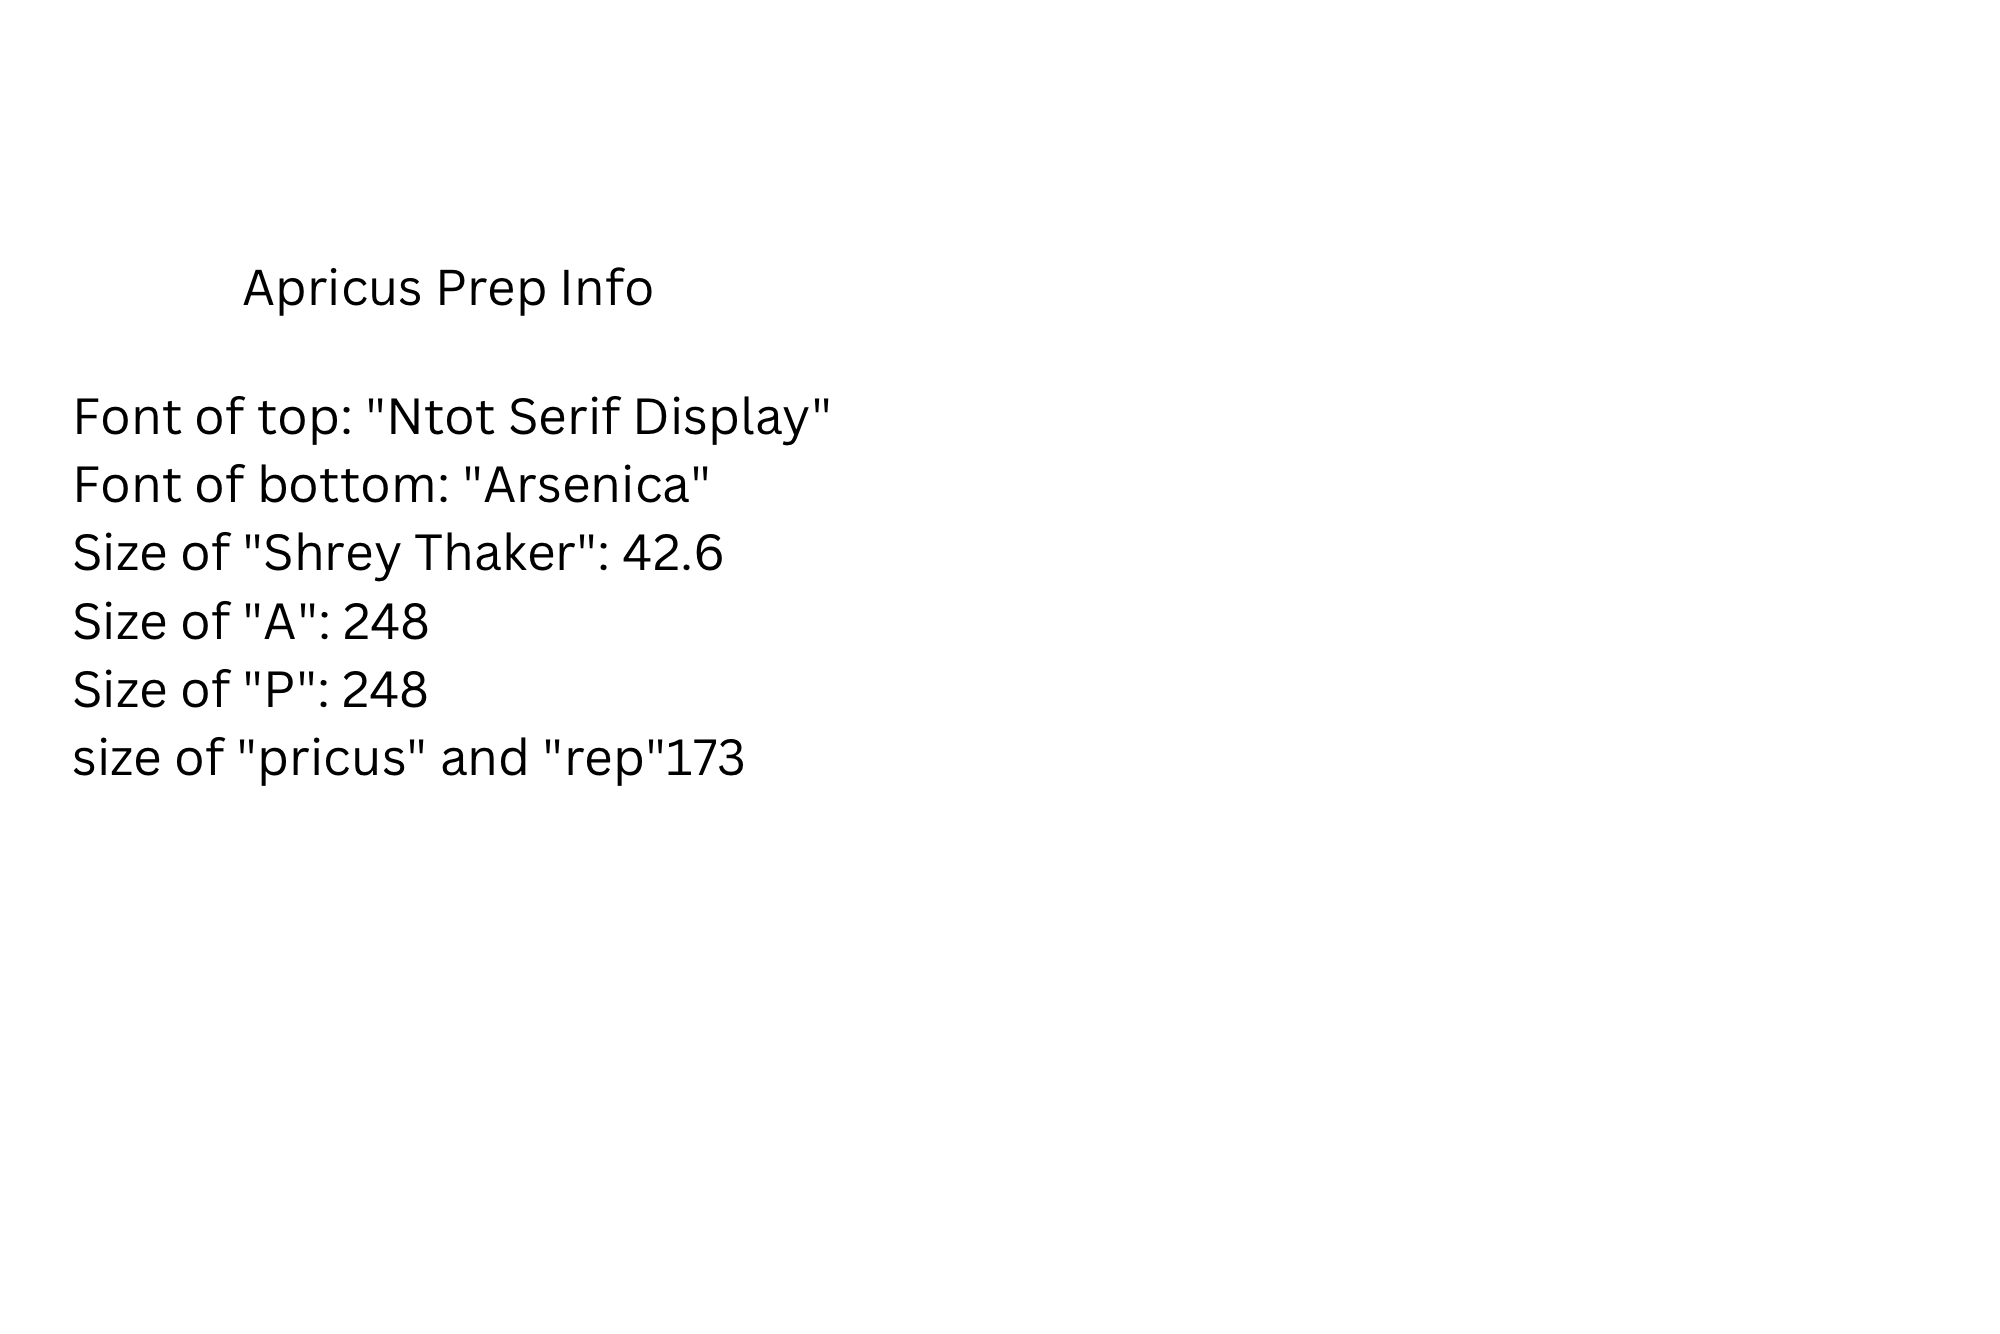 Apricus Prep Info
Font of top: "Ntot Serif Display"
Font of bottom: "Arsenica"
Size of "Shrey Thaker": 42.6
Size of "A": 248
Size of "P": 248
size of "pricus" and "rep"173